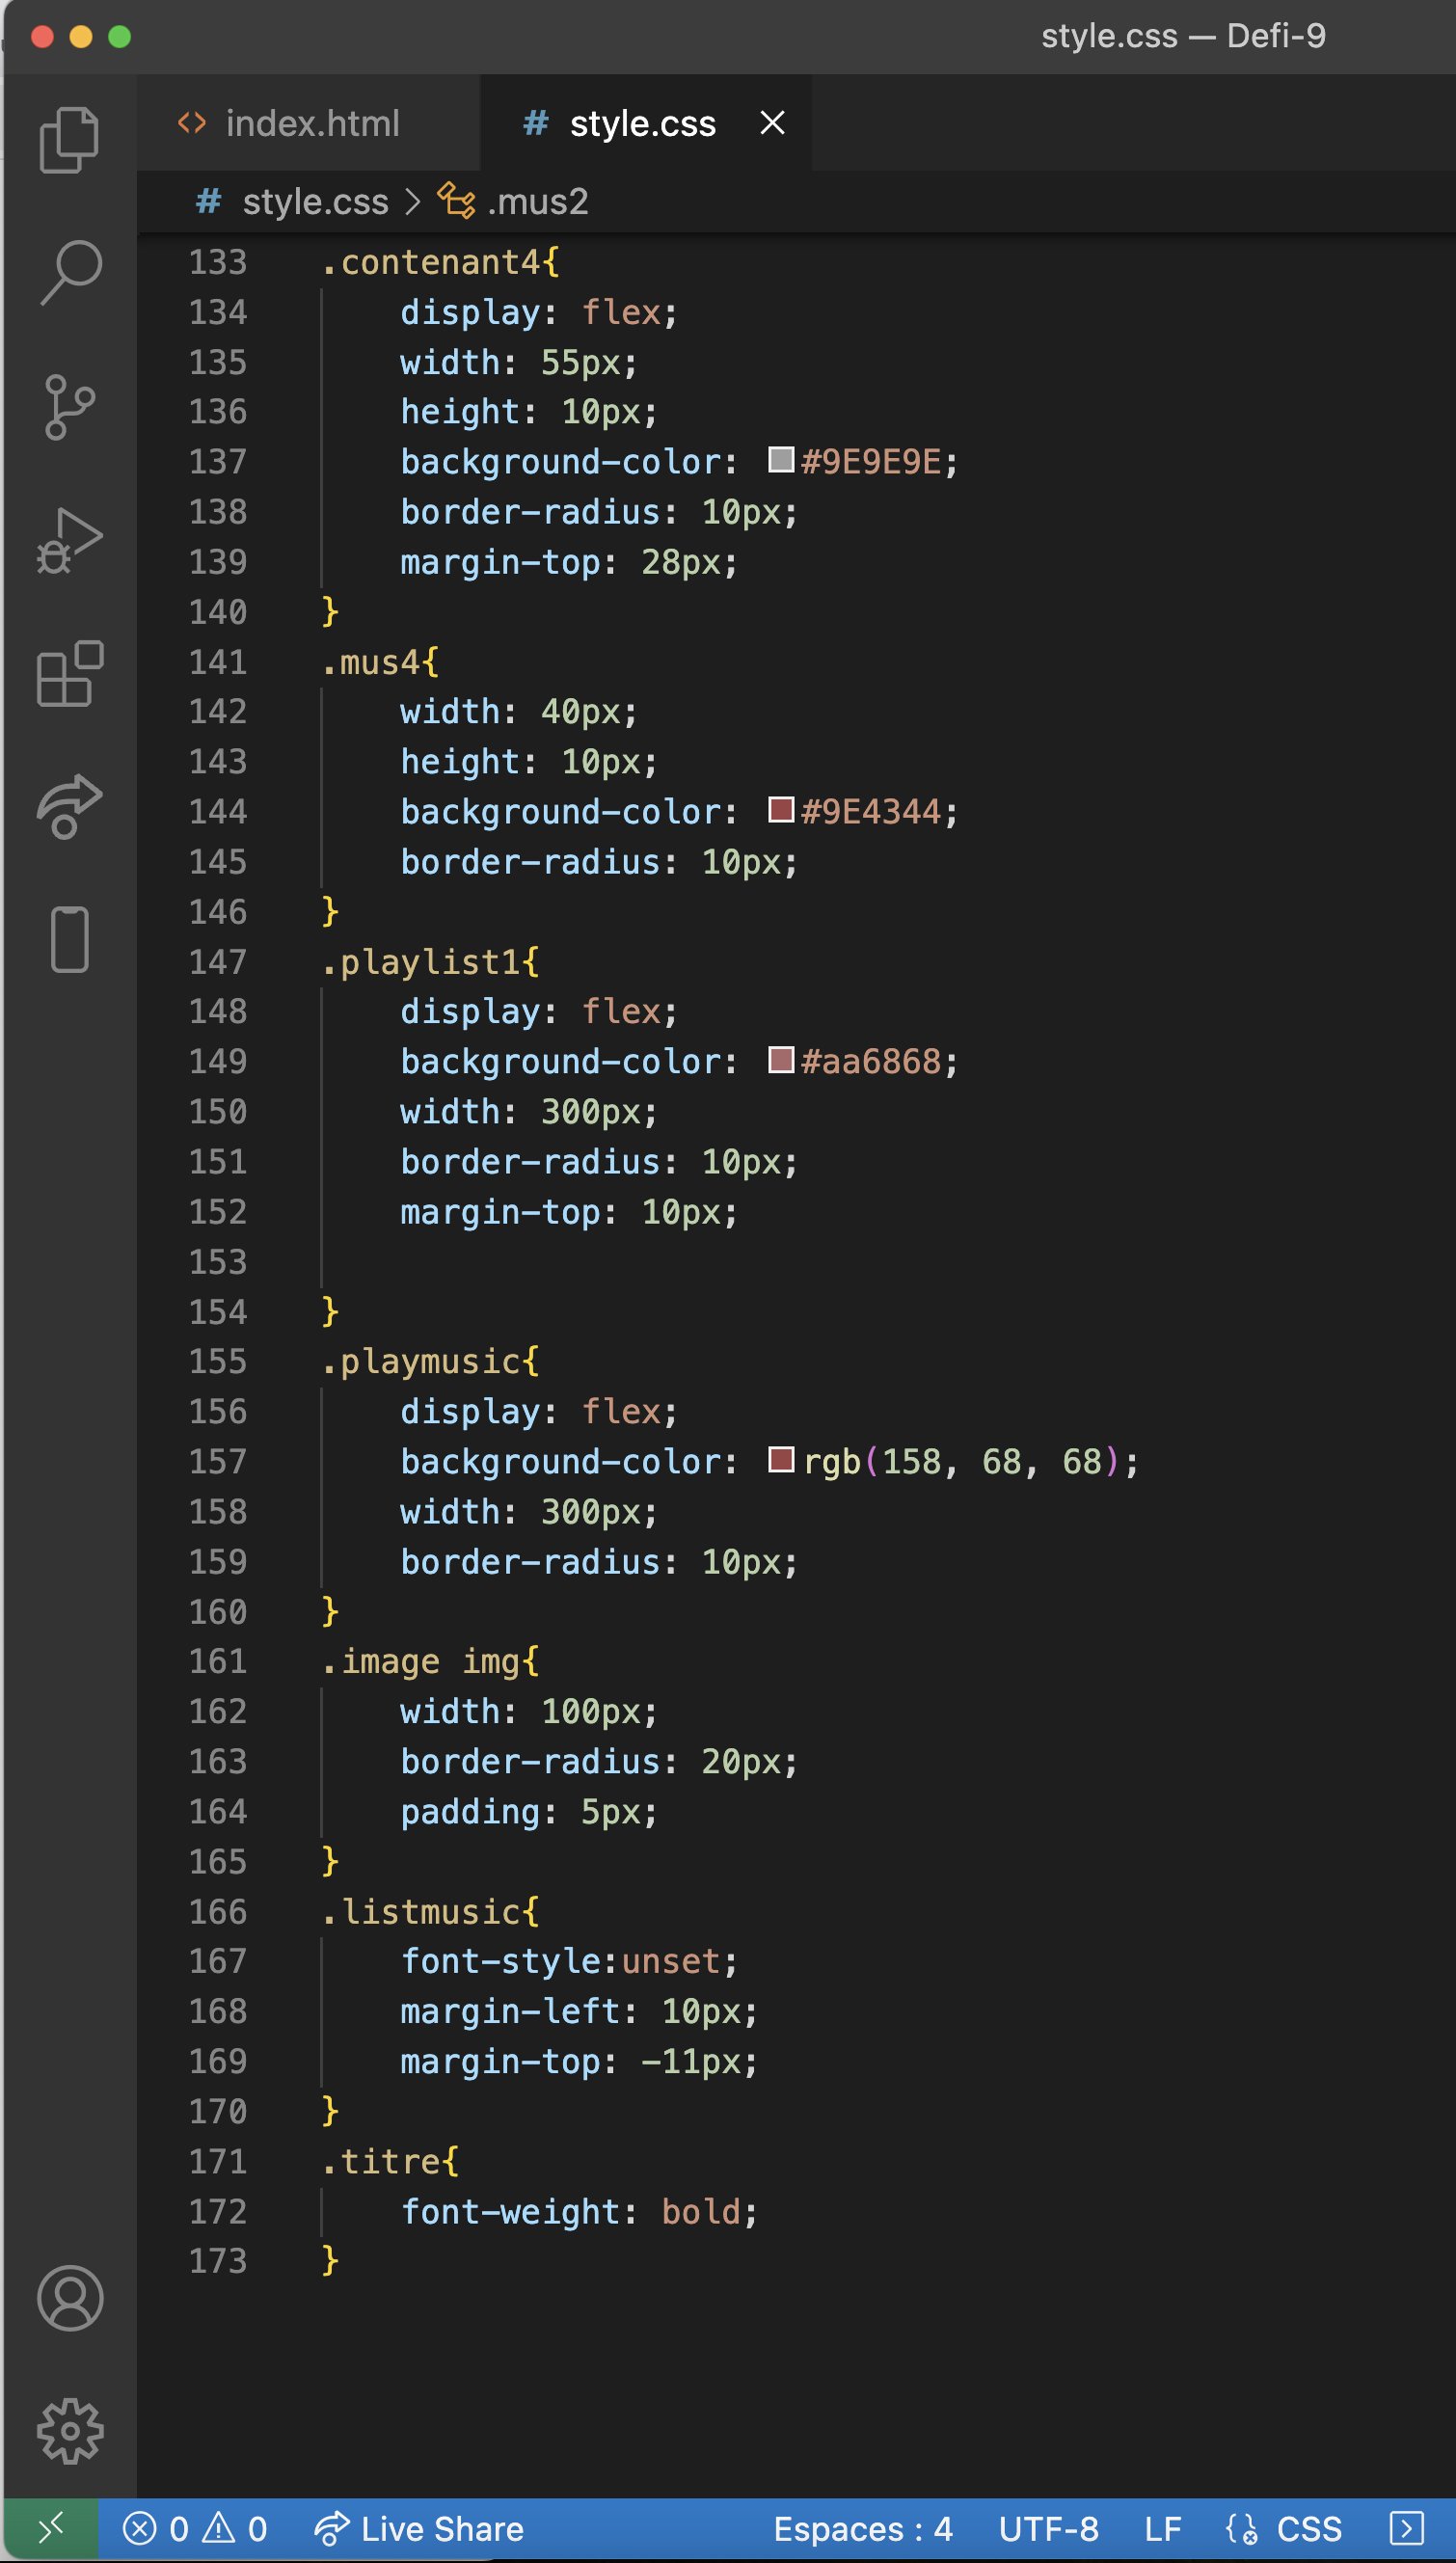 style.css — Defi-9
index.html
# style.css
# style.css > .mus2
133 .contenant4{
134 display: flex;
135 width: 55px;
136 height: 10px;
137 background-color: #9E9E9E;
138 border-radius: 10px;
139 margin-top: 28px;
140 }
141 .mus4{
142 width: 40px;
143 height: 10px;
144 background-color: #9E4344;
145 border-radius: 10px;
146 }
147 .playlist1{
148 display: flex;
149 background-color: #aa6868;
150 width: 300px;
151 border-radius: 10px;
152 margin-top: 10px;
153
154 }
155 .playmusic{
156 display: flex;
157 background-color: rgb(158, 68, 68);
158 width: 300px;
159 border-radius: 10px;
160 }
161 .image img{
162 width: 100px;
163 border-radius: 20px;
164 padding: 5px;
165 }
166 .listmusic{
167 font-style:unset;
168 margin-left: 10px;
169 margin-top: -11px;
170 }
171 .titre{
172 font-weight: bold;
173 }
0 0 Live Share Espaces : 4 UTF-8 LF CSS